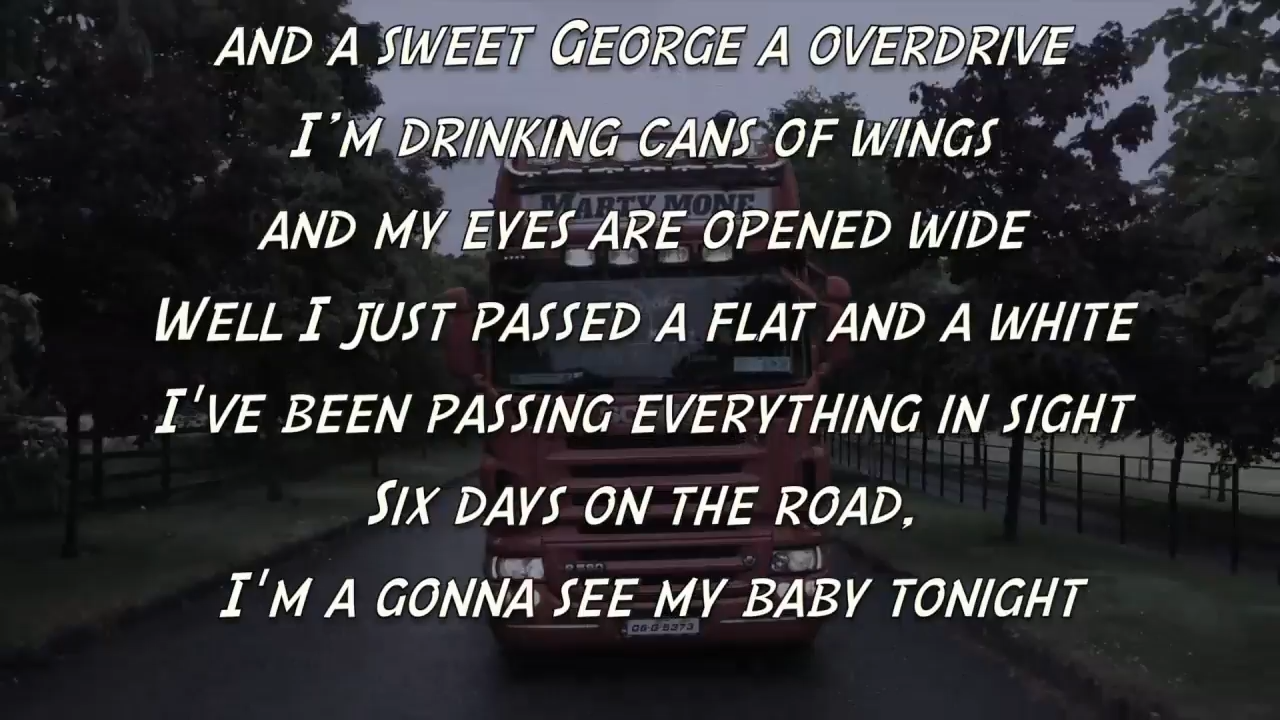 AND A SWEET GEORGE A OVERDRIVE
I'M DRINKING CANS OF WINGS
MARTY MONE
AND MY EYES ARE OPENED WIDE
WELL I JUST PASSED A FLAT AND A WHITE
I'VE BEEN PASSING EVERYTHING IN SIGHT
SIX DAYS ON THE ROAD,
I'M A GONNA SEE MY BABY TONIGHT
06-G-5373